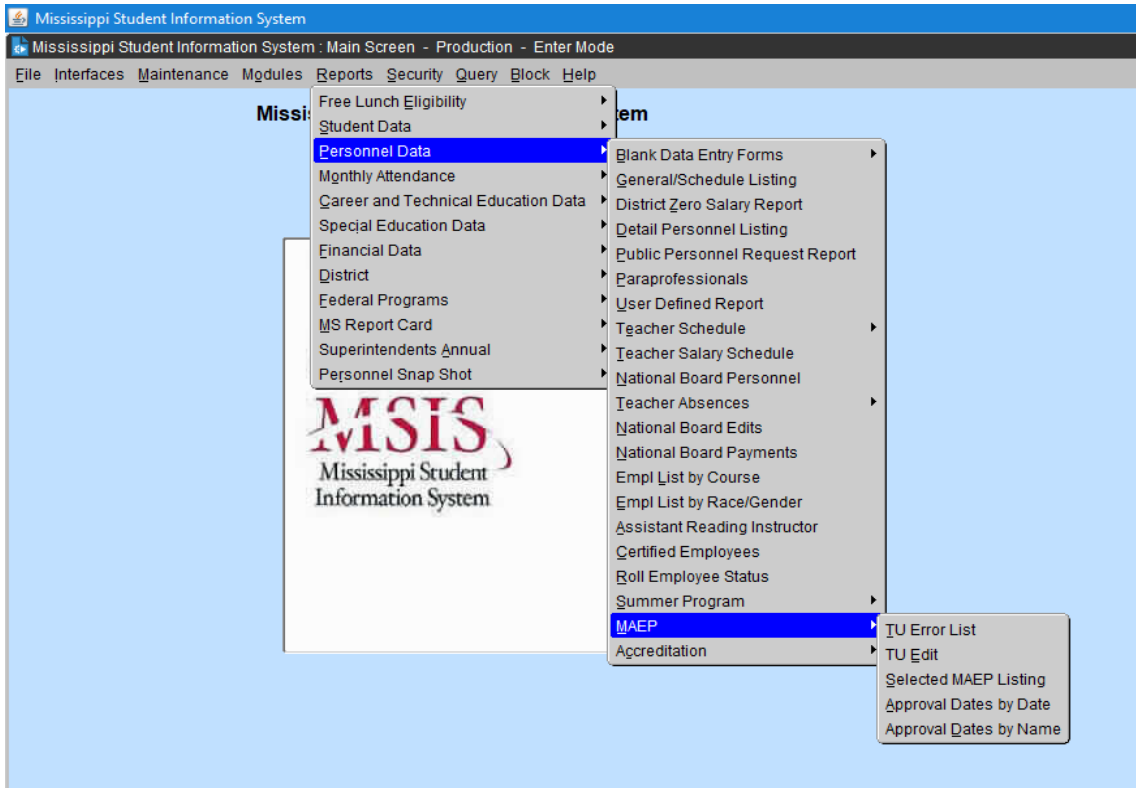 Mississippi Student Information System
Mississippi Student Information System : Main Screen - Production - Enter Mode
File Interfaces Maintenance Modules Reports Security Query Block Help
Missi
em
Free Lunch Eligibility
Student Data
Personnel Data
Monthly Attendance
Career and Technical Education Data
Special Education Data
Financial Data
District
Federal Programs
MS Report Card
Superintendents Annual
Personnel Snap Shot
Blank Data Entry Forms
General/Schedule Listing
District Zero Salary Report
Detail Personnel Listing
Public Personnel Request Report
Paraprofessionals
User Defined Report
Teacher Schedule
Teacher Salary Schedule
National Board Personnel
Teacher Absences
National Board Edits
National Board Payments
Empl List by Course
Empl List by Race/Gender
Assistant Reading Instructor
Certified Employees
Roll Employee Status
Summer Program
MAEP
Accreditation
TU Error List
TU Edit
Selected MAEP Listing
Approval Dates by Date
Approval Dates by Name
MSIS
Mississippi Student
Information System